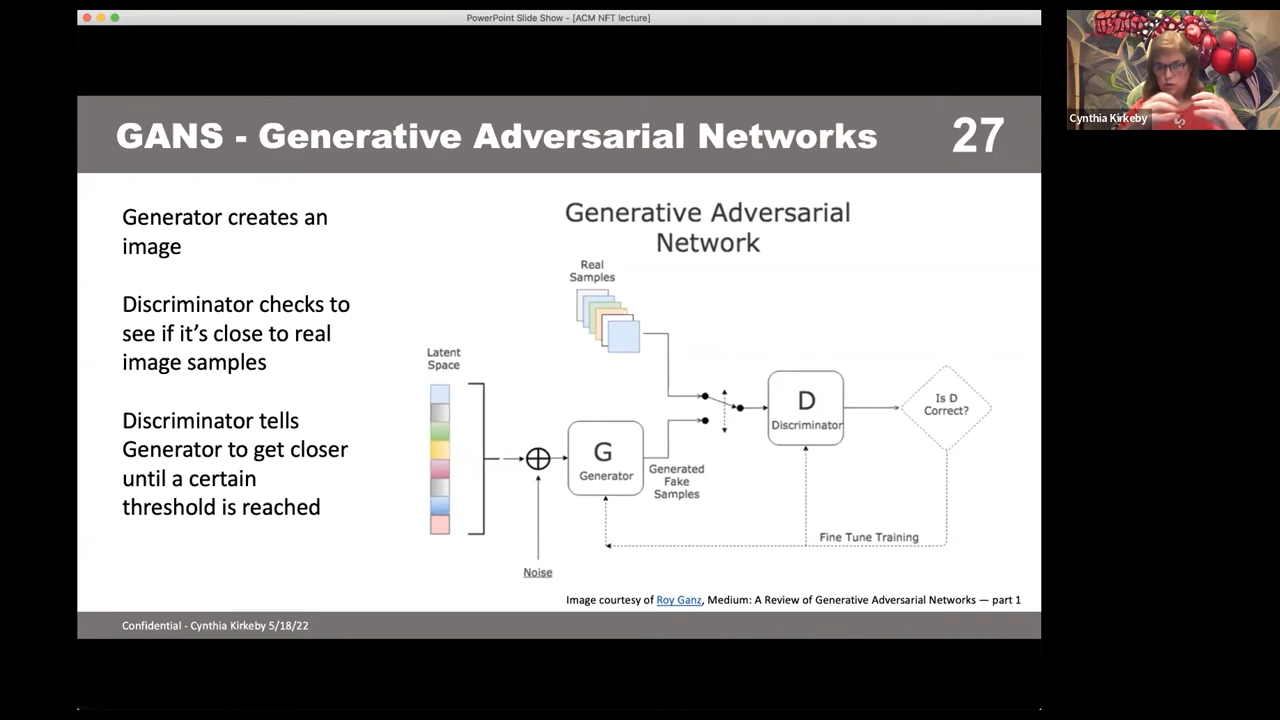 PowerPoint Slide Show - [ACM NFT lecture]
GANS - Generative Adversarial Networks
27
Generator creates an
image
Discriminator checks to
see if it's close to real
image samples
Discriminator tells
Generator to get closer
until a certain
threshold is reached
Generative Adversarial
Network
Real
Samples
Latent
Space
G
Generator
Generated
Fake
Samples
D
Discriminator
Is D
Correct?
Fine Tune Training
Noise
Image courtesy of Roy Ganz, Medium: A Review of Generative Adversarial Networks — part 1
Confidential - Cynthia Kirkeby 5/18/22
Cynthia Kirkeby